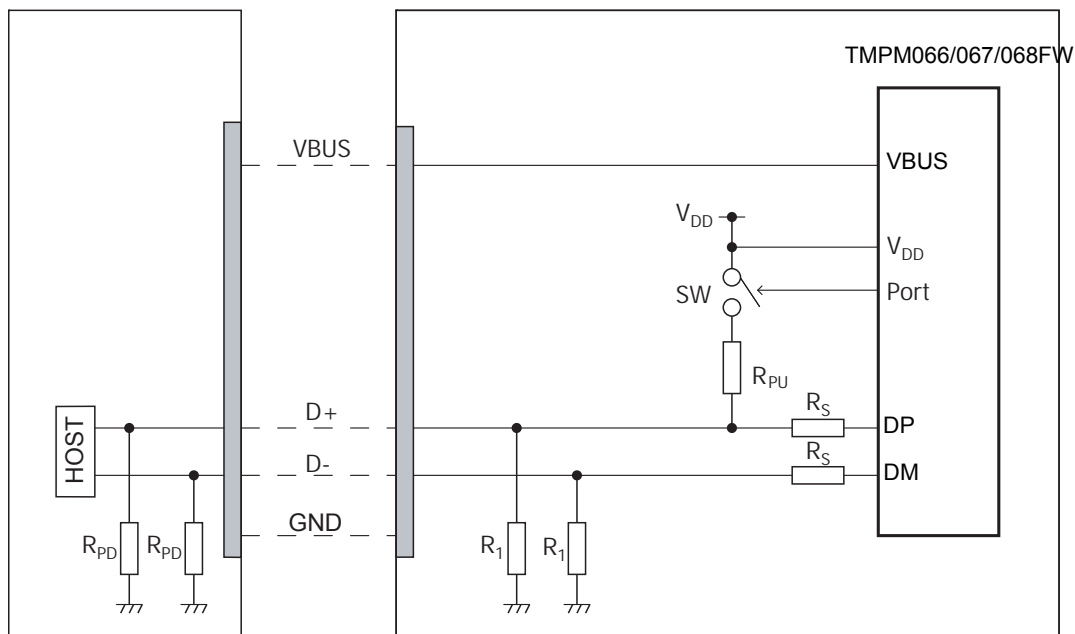 TMPM066/067/068FW
VBUS
VBUS
VDD
VDD
SW
Port
RPU
D+
RS
DP
HOST
D-
RS
DM
GND
RPD
RPD
R1
R1